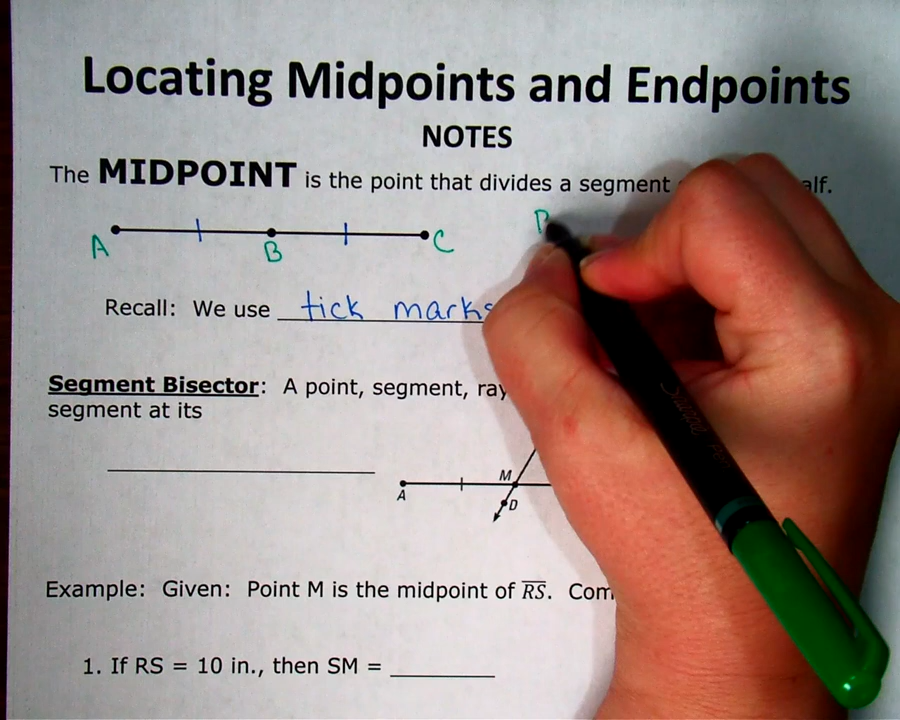 Locating Midpoints and Endpoints
NOTES
The MIDPOINT is the point that divides a segment
A B C
Recall: We use tick marks
Segment Bisector: A point, segment, ray
segment at its
A M D
Example: Given: Point M is the midpoint of RS.
1. If RS = 10 in., then SM =